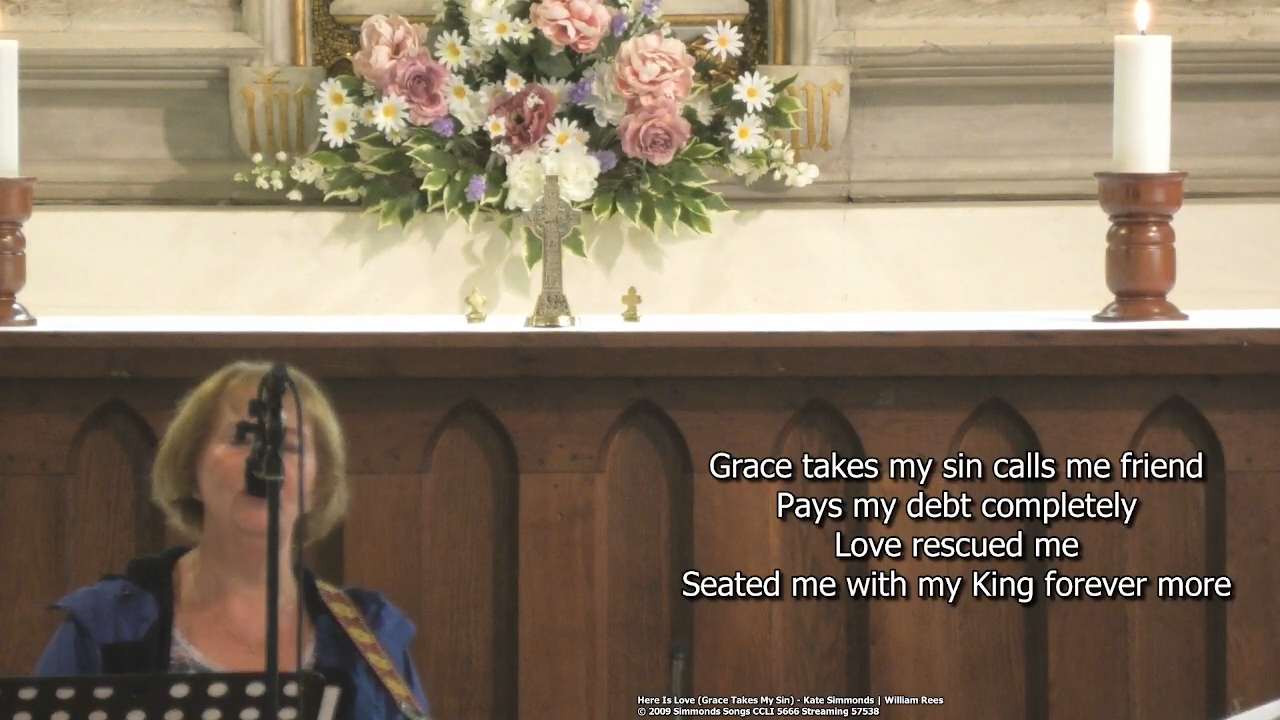 Grace takes my sin calls me friend
Pays my debt completely
Love rescued me
Seated me with my King forever more
Here Is Love (Grace Takes My Sin) - Kate Simmonds | William Rees
© 2009 Simmonds Songs CCLI 5666 Streaming 57538